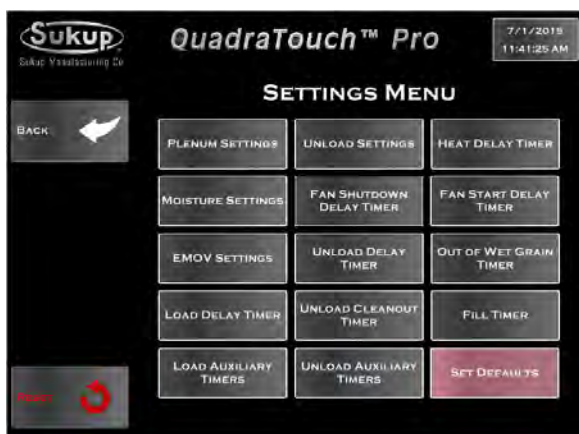 Sukup
QuadraTouch™ Pro
7/1/2015
11:41:25 AM
Sukup Manufacturing Co
SETTINGS MENU
BACK
PLENUM SETTINGS
UNLOAD SETTINGS
HEAT DELAY TIMER
MOISTURE SETTINGS
FAN SHUTDOWN
DELAY TIMER
FAN START DELAY
TIMER
EMOV SETTINGS
UNLOAD DELAY
TIMER
OUT OF WET GRAIN
TIMER
LOAD DELAY TIMER
UNLOAD CLEANOUT
TIMER
FILL TIMER
LOAD AUXILIARY
TIMERS
UNLOAD AUXILIARY
TIMERS
SET DEFAULTS